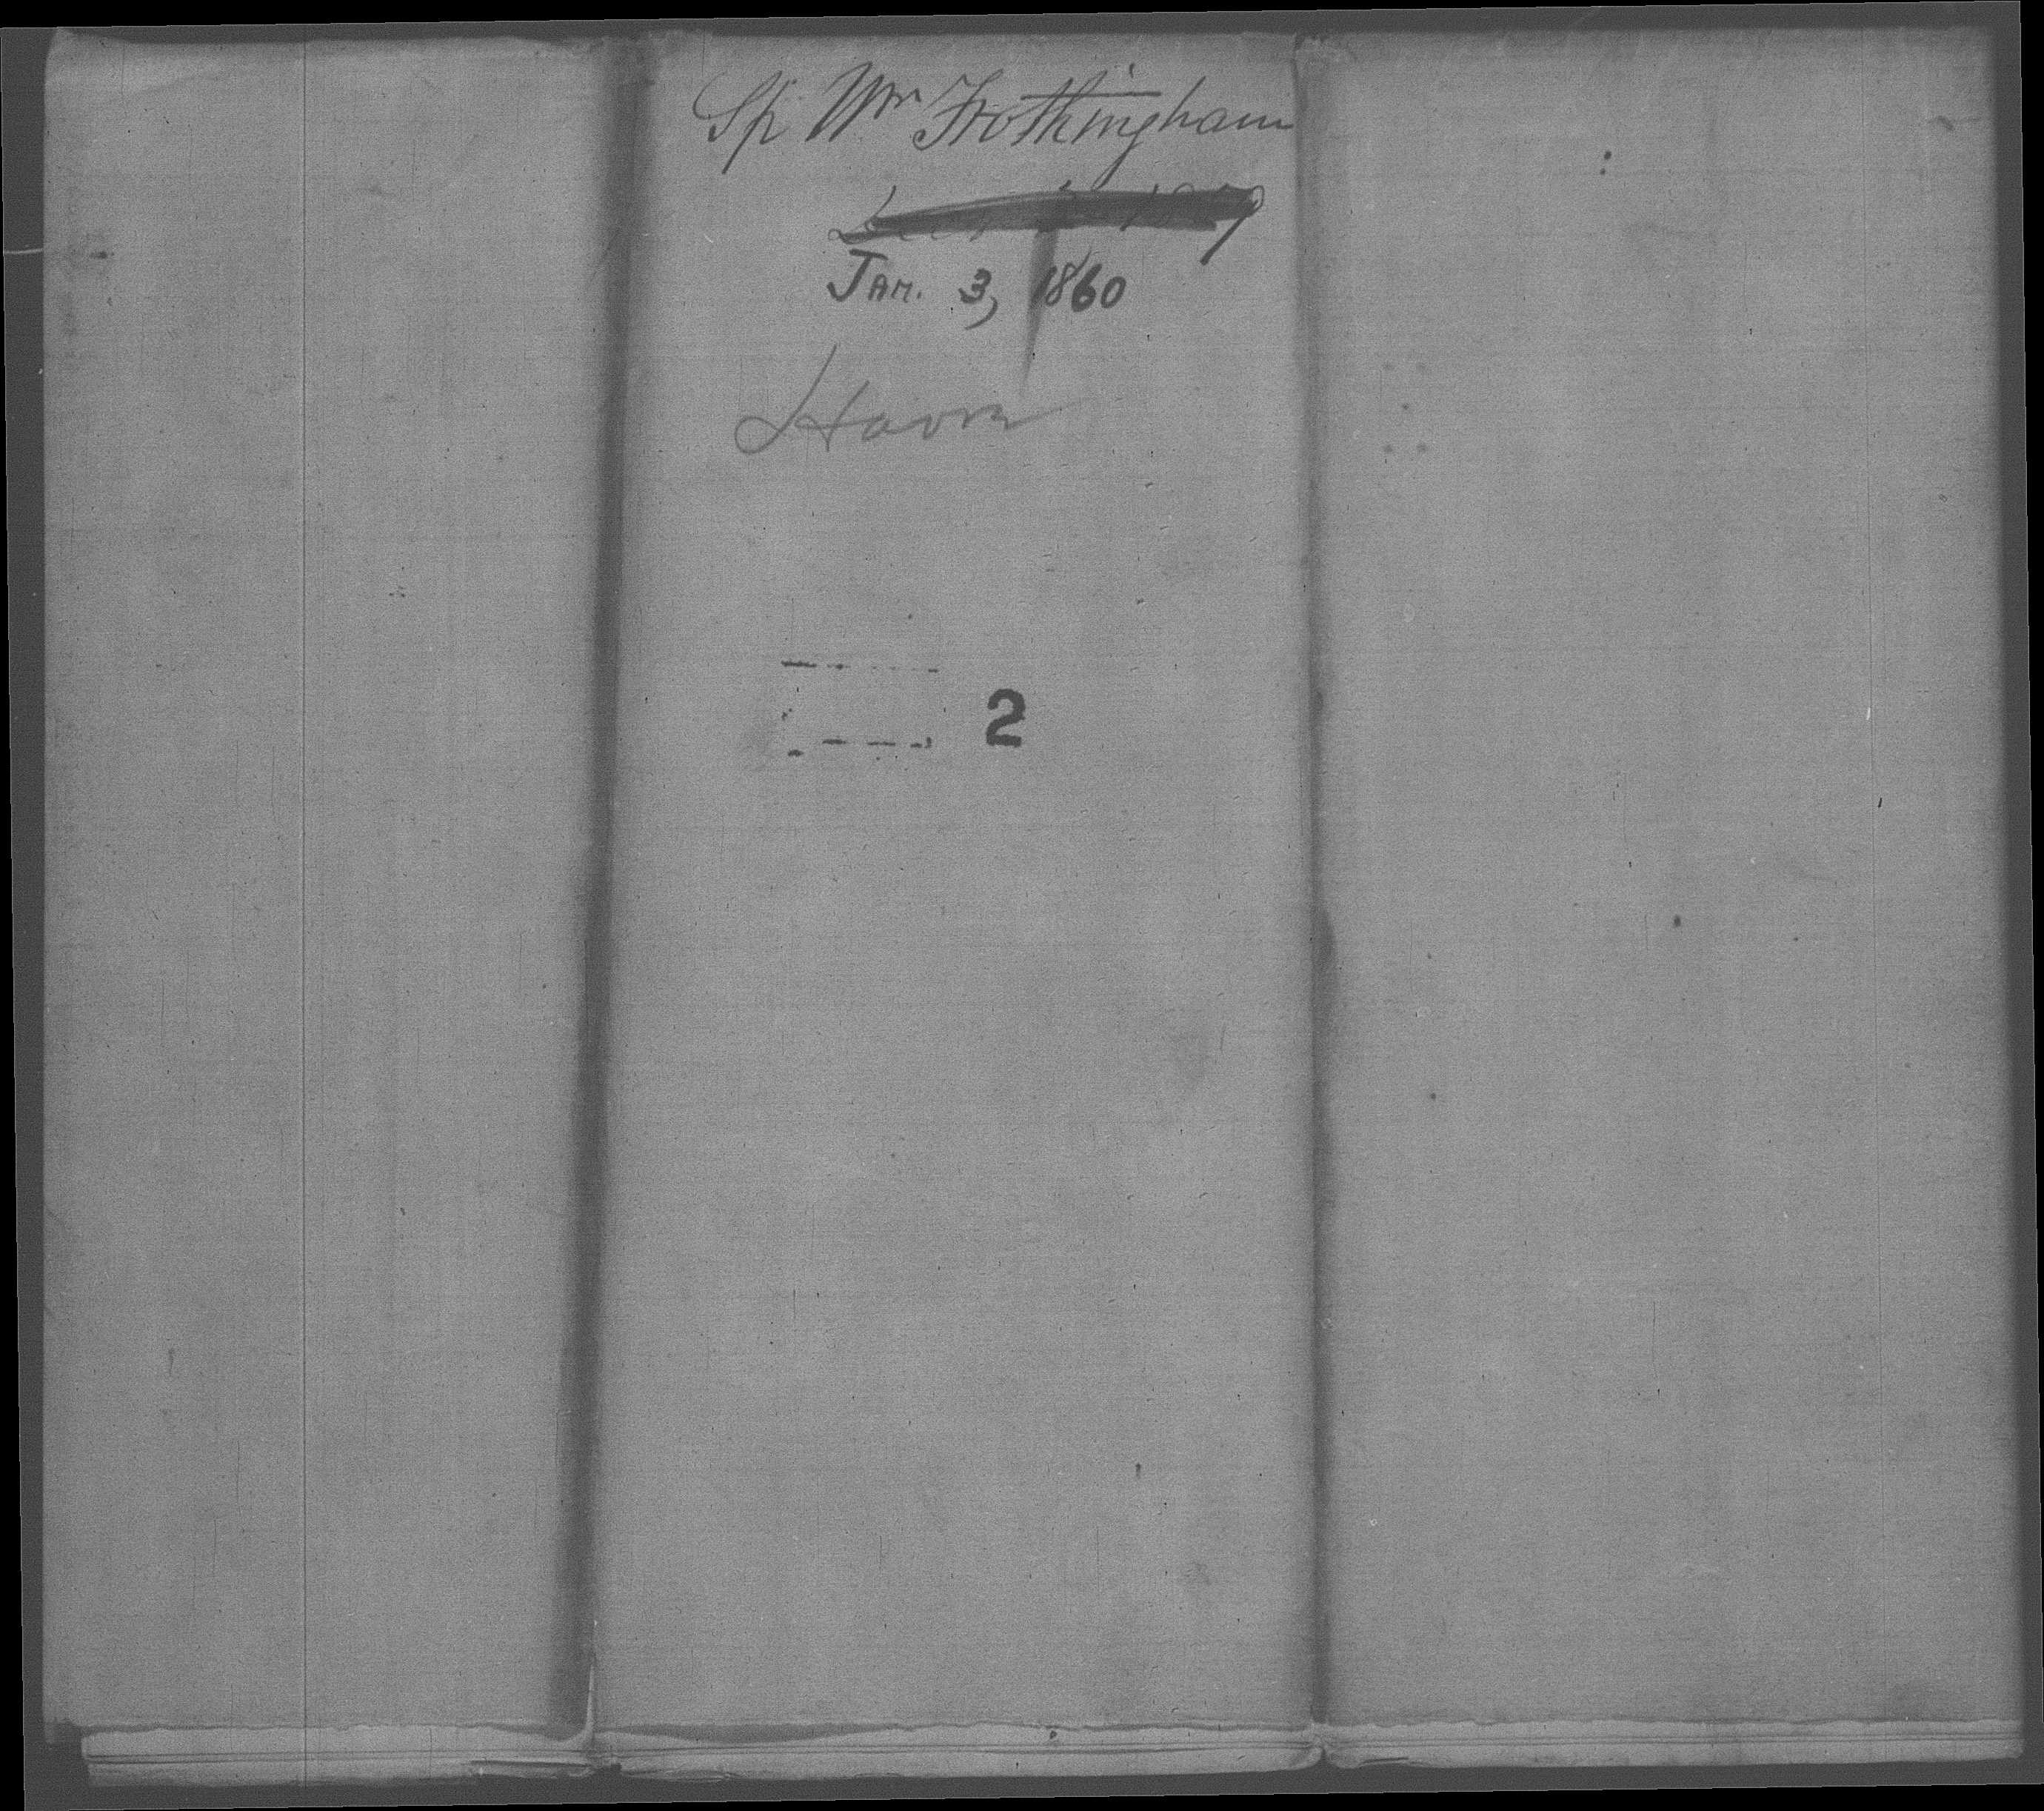 Sp Wm Frothingham
Jan. 3, 1860
Havre
2